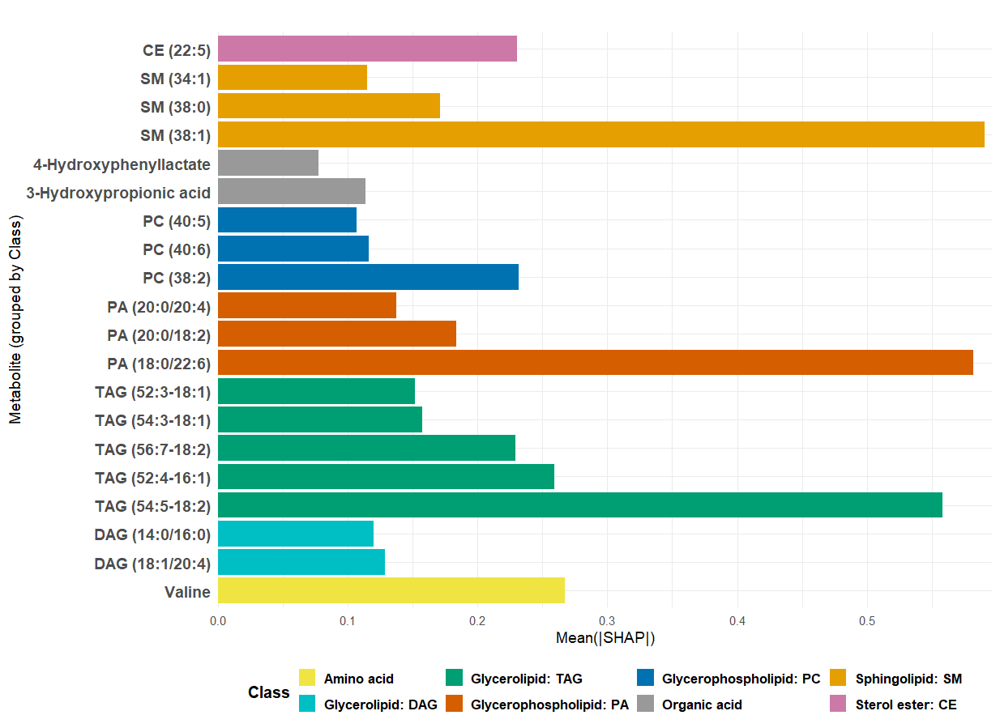 CE (22:5)
SM (34:1)
SM (38:0)
SM (38:1)
4-Hydroxyphenyllactate
3-Hydroxypropionic acid
PC (40:5)
PC (40:6)
PC (38:2)
PA (20:0/20:4)
PA (20:0/18:2)
PA (18:0/22:6)
TAG (52:3-18:1)
TAG (54:3-18:1)
TAG (56:7-18:2)
TAG (52:4-16:1)
TAG (54:5-18:2)
DAG (14:0/16:0)
DAG (18:1/20:4)
Valine
Metabolite (grouped by Class)
0.0 0.1 0.2 0.3 0.4 0.5
Mean(|SHAP|)
Class
Amino acid Glycerolipid: TAG Glycerophospholipid: PC Sphingolipid: SM
Glycerolipid: DAG Glycerophospholipid: PA Organic acid Sterol ester: CE